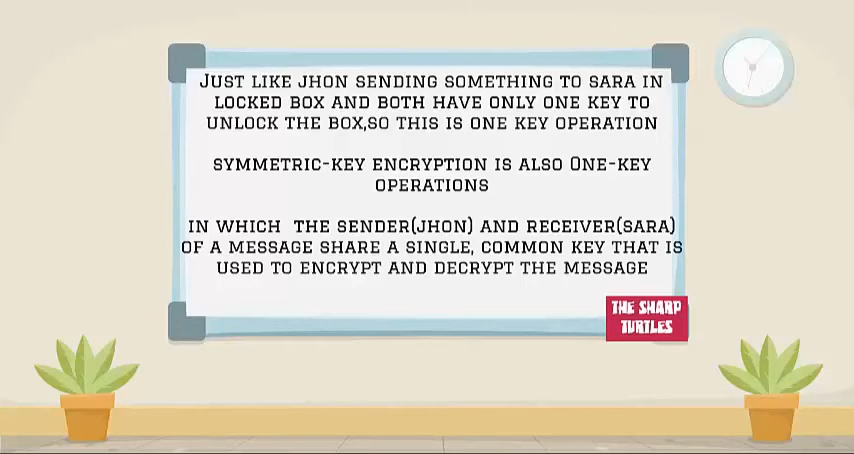 Just like jhon sending something to sara in
locked box and both have only one key to
unlock the box,so this is one key operation
symmetric-key encryption is also One-key
operations
in which the sender(jhon) and receiver(sara)
of a message share a single, common key that is
used to encrypt and decrypt the message
THE SHARP
TURTLES